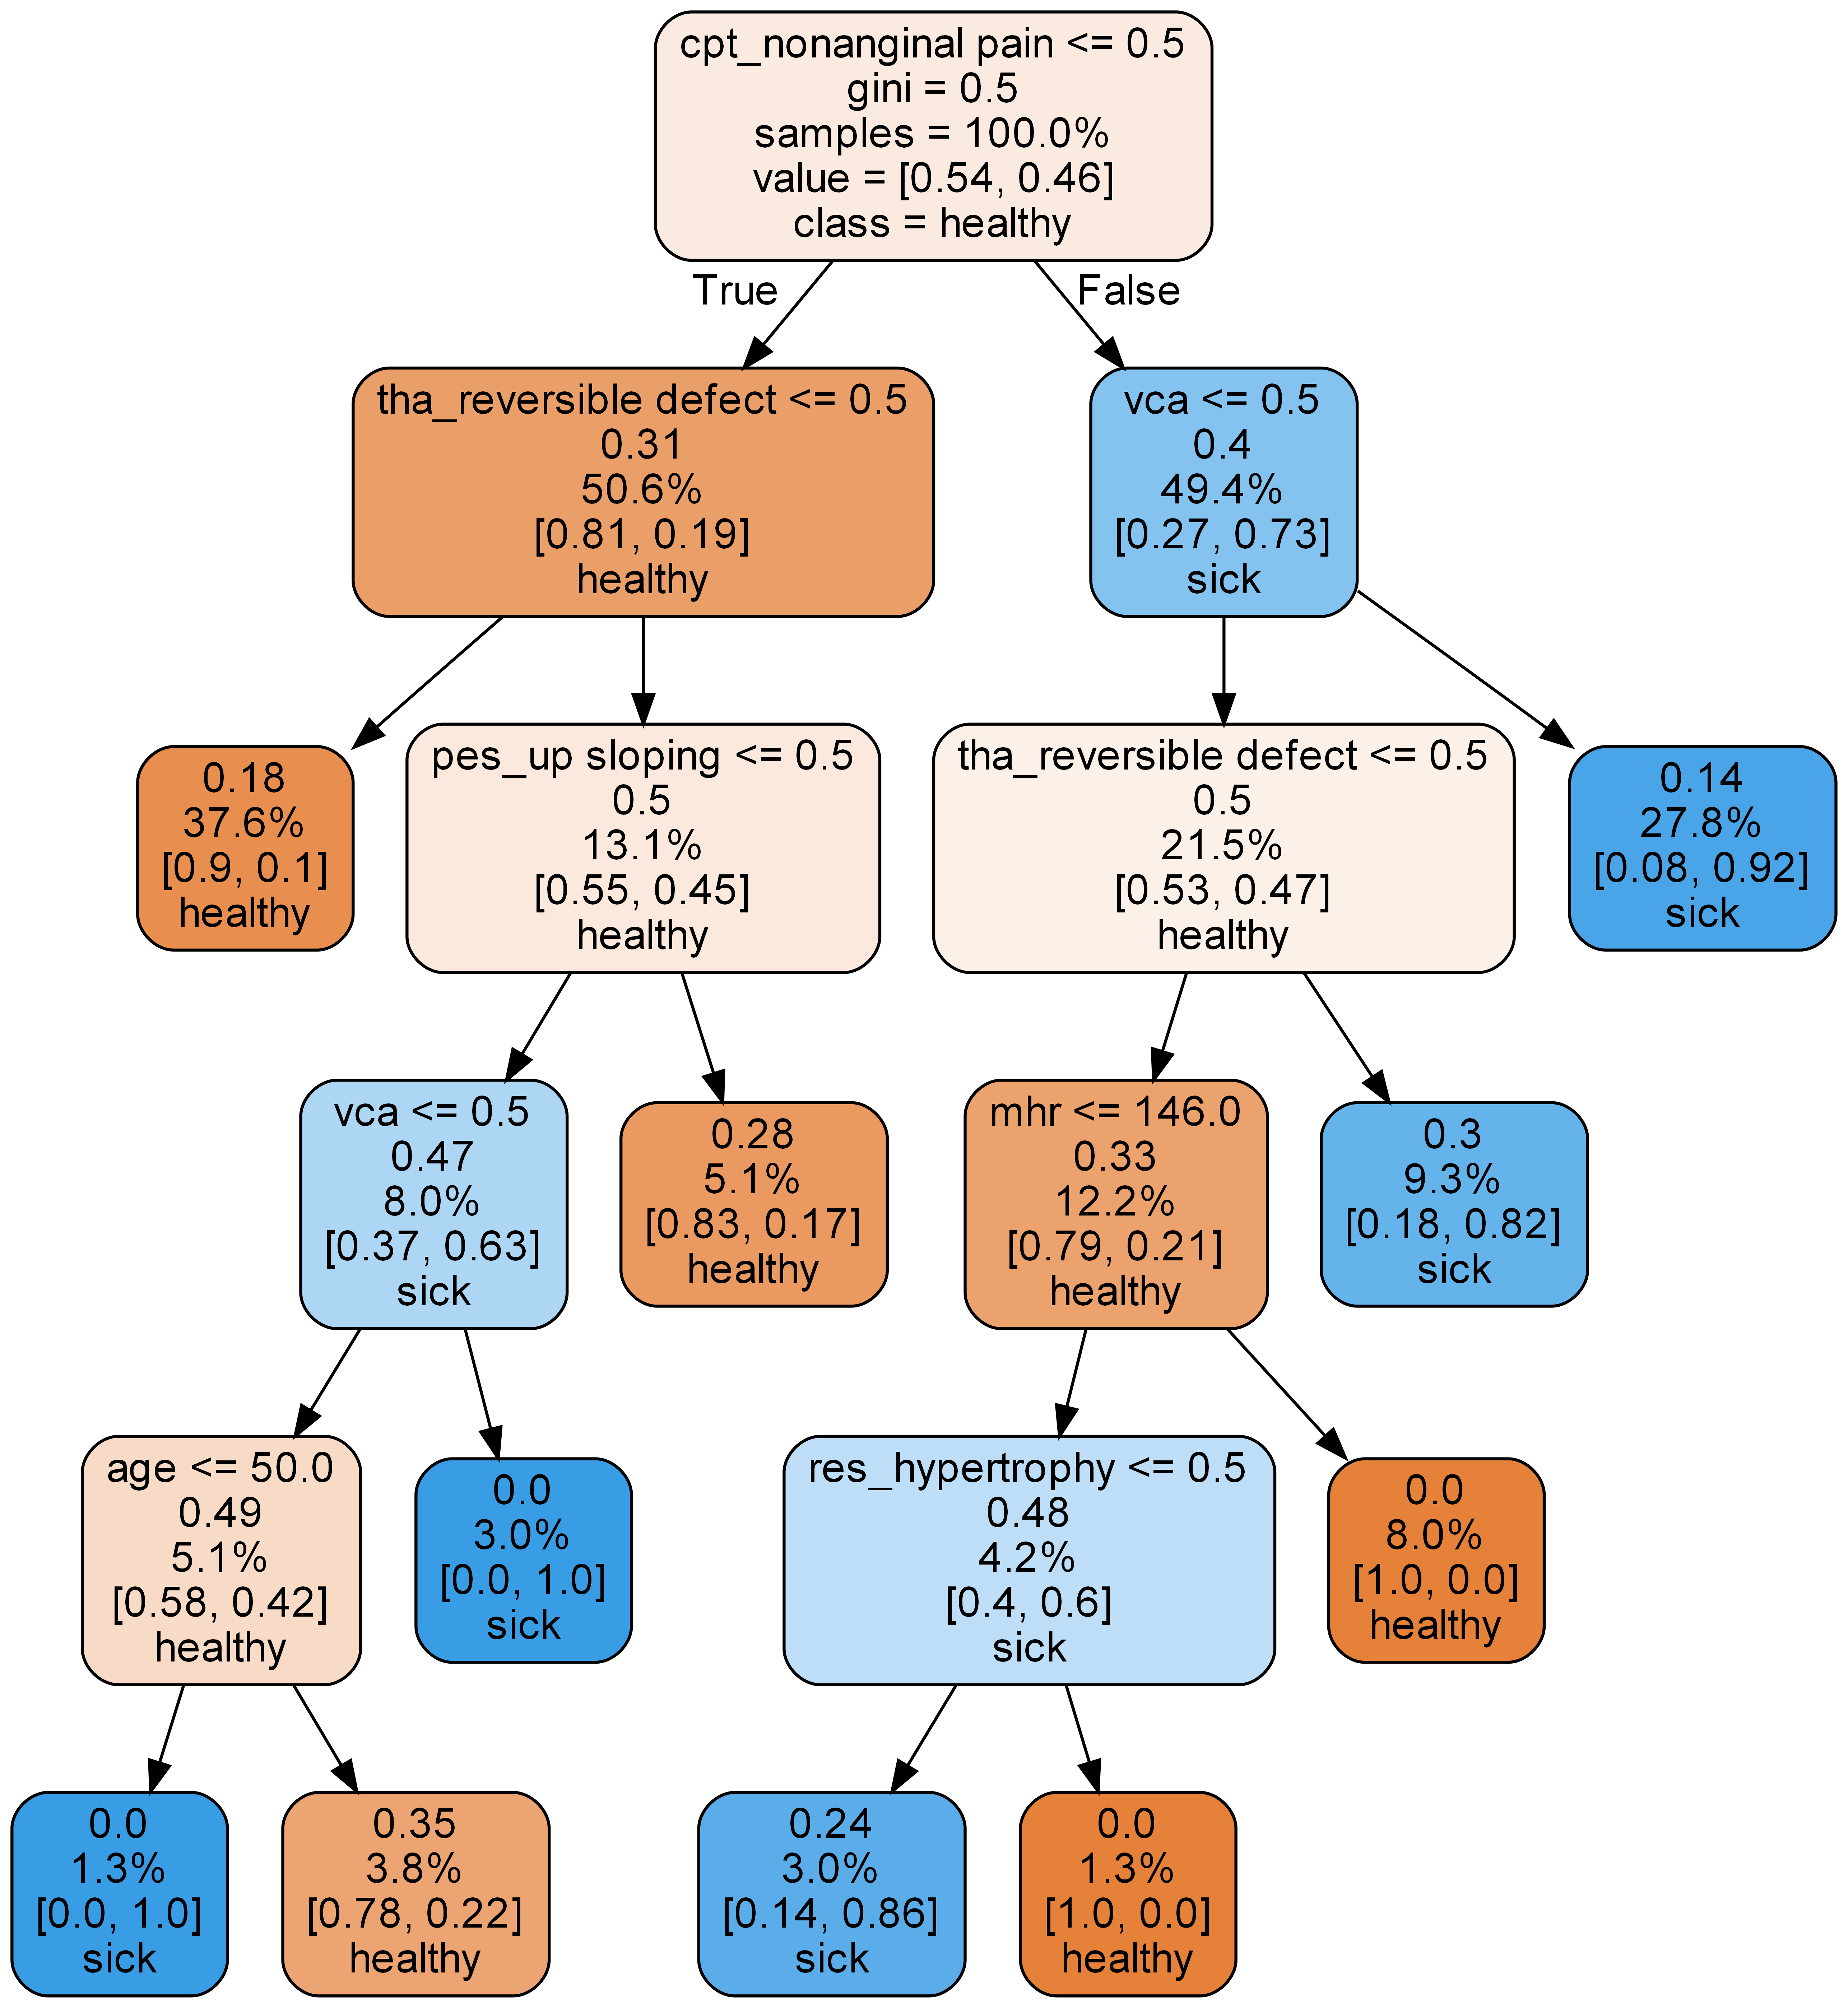 cpt_nonanginal pain <= 0.5
gini = 0.5
samples = 100.0%
value = [0.54, 0.46]
class = healthy
True
False
tha_reversible defect <= 0.5
0.31
50.6%
[0.81, 0.19]
healthy
vca <= 0.5
0.4
49.4%
[0.27, 0.73]
sick
0.18
37.6%
[0.9, 0.1]
healthy
pes_up sloping <= 0.5
0.5
13.1%
[0.55, 0.45]
healthy
tha_reversible defect <= 0.5
0.5
21.5%
[0.53, 0.47]
healthy
0.14
27.8%
[0.08, 0.92]
sick
vca <= 0.5
0.47
8.0%
[0.37, 0.63]
sick
0.28
5.1%
[0.83, 0.17]
healthy
mhr <= 146.0
0.33
12.2%
[0.79, 0.21]
healthy
0.3
9.3%
[0.18, 0.82]
sick
age <= 50.0
0.49
5.1%
[0.58, 0.42]
healthy
0.0
3.0%
[0.0, 1.0]
sick
res_hypertrophy <= 0.5
0.48
4.2%
[0.4, 0.6]
sick
0.0
8.0%
[1.0, 0.0]
healthy
0.0
1.3%
[0.0, 1.0]
sick
0.35
3.8%
[0.78, 0.22]
healthy
0.24
3.0%
[0.14, 0.86]
sick
0.0
1.3%
[1.0, 0.0]
healthy